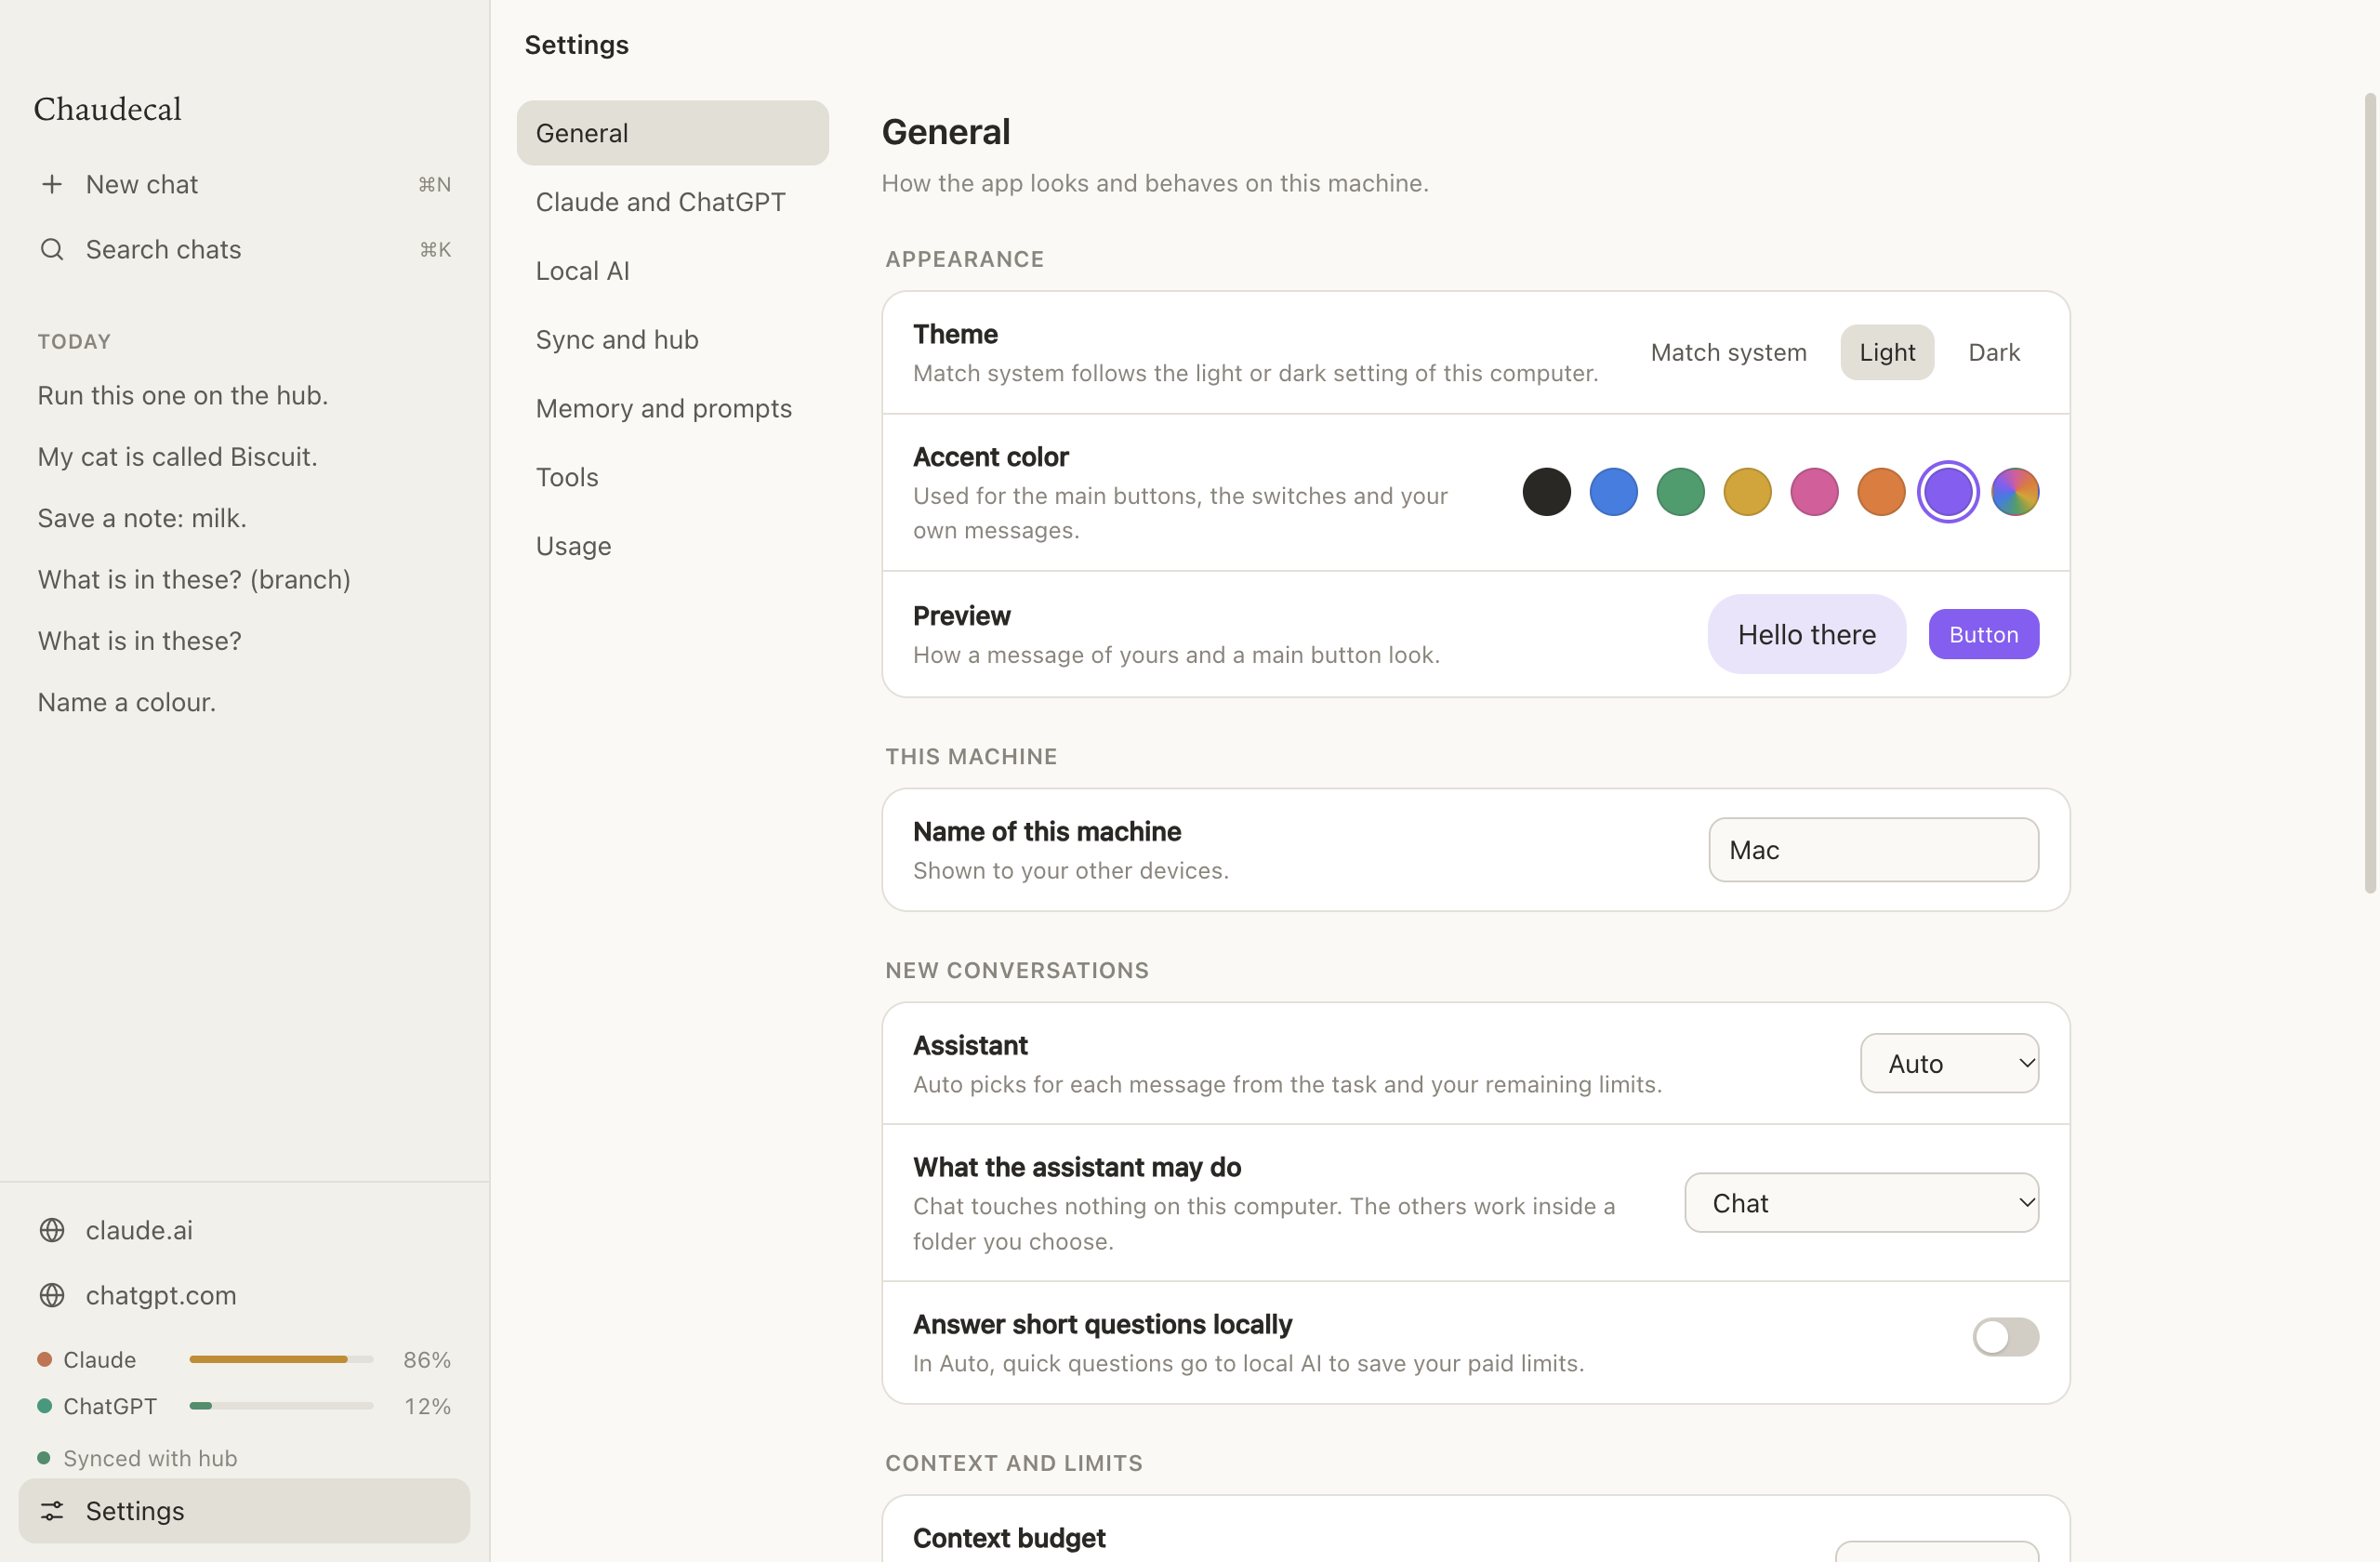 Chaudecal
New chat ⌘N
Search chats ⌘K
TODAY
Run this one on the hub.
My cat is called Biscuit.
Save a note: milk.
What is in these? (branch)
What is in these?
Name a colour.
claude.ai
chatgpt.com
Claude 86%
ChatGPT 12%
Synced with hub
Settings
Settings
General
Claude and ChatGPT
Local AI
Sync and hub
Memory and prompts
Tools
Usage
General
How the app looks and behaves on this machine.
APPEARANCE
Theme
Match system follows the light or dark setting of this computer.
Match system Light Dark
Accent color
Used for the main buttons, the switches and your
own messages.
Preview
How a message of yours and a main button look.
Hello there Button
THIS MACHINE
Name of this machine
Shown to your other devices.
Mac
NEW CONVERSATIONS
Assistant
Auto picks for each message from the task and your remaining limits.
Auto
What the assistant may do
Chat touches nothing on this computer. The others work inside a
folder you choose.
Chat
Answer short questions locally
In Auto, quick questions go to local AI to save your paid limits.
CONTEXT AND LIMITS
Context budget